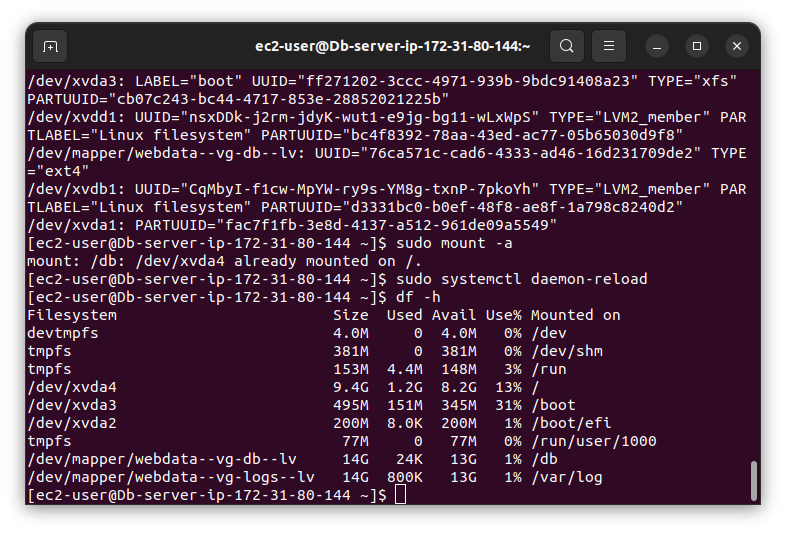 ec2-user@Db-server-ip-172-31-80-144:~
/dev/xvda3: LABEL="boot" UUID="ff271202-3ccc-4971-939b-9bdc91408a23" TYPE="xfs"
PARTUUID="cb07c243-bc44-4717-853e-28852021225b"
/dev/xvdd1: UUID="nsxDDk-j2rm-jdyK-wut1-e9jg-bg11-wLxWpS" TYPE="LVM2_member" PAR
TLABEL="Linux filesystem" PARTUUID="bc4f8392-78aa-43ed-ac77-05b65030d9f8"
/dev/mapper/webdata--vg-db--lv: UUID="76ca571c-cad6-4333-ad46-16d231709de2" TYPE
="ext4"
/dev/xvdb1: UUID="CqMbyI-f1cw-MpYW-ry9s-YM8g-txnP-7pkoYh" TYPE="LVM2_member" PAR
TLABEL="Linux filesystem" PARTUUID="d3331bc0-b0ef-48f8-ae8f-1a798c8240d2"
/dev/xvda1: PARTUUID="fac7f1fb-3e8d-4137-a512-961de09a5549"
[ec2-user@Db-server-ip-172-31-80-144 ~]$ sudo mount -a
mount: /db: /dev/xvda4 already mounted on /.
[ec2-user@Db-server-ip-172-31-80-144 ~]$ sudo systemctl daemon-reload
[ec2-user@Db-server-ip-172-31-80-144 ~]$ df -h
Filesystem                      Size  Used Avail Use% Mounted on
devtmpfs                        4.0M     0  4.0M   0% /dev
tmpfs                           381M     0  381M   0% /dev/shm
tmpfs                           153M  4.4M  148M   3% /run
/dev/xvda4                      9.4G  1.2G  8.2G  13% /
/dev/xvda3                      495M  151M  345M  31% /boot
/dev/xvda2                      200M  8.0K  200M   1% /boot/efi
tmpfs                            77M     0   77M   0% /run/user/1000
/dev/mapper/webdata--vg-db--lv   14G   24K   13G   1% /db
/dev/mapper/webdata--vg-logs--lv  14G  800K   13G   1% /var/log
[ec2-user@Db-server-ip-172-31-80-144 ~]$